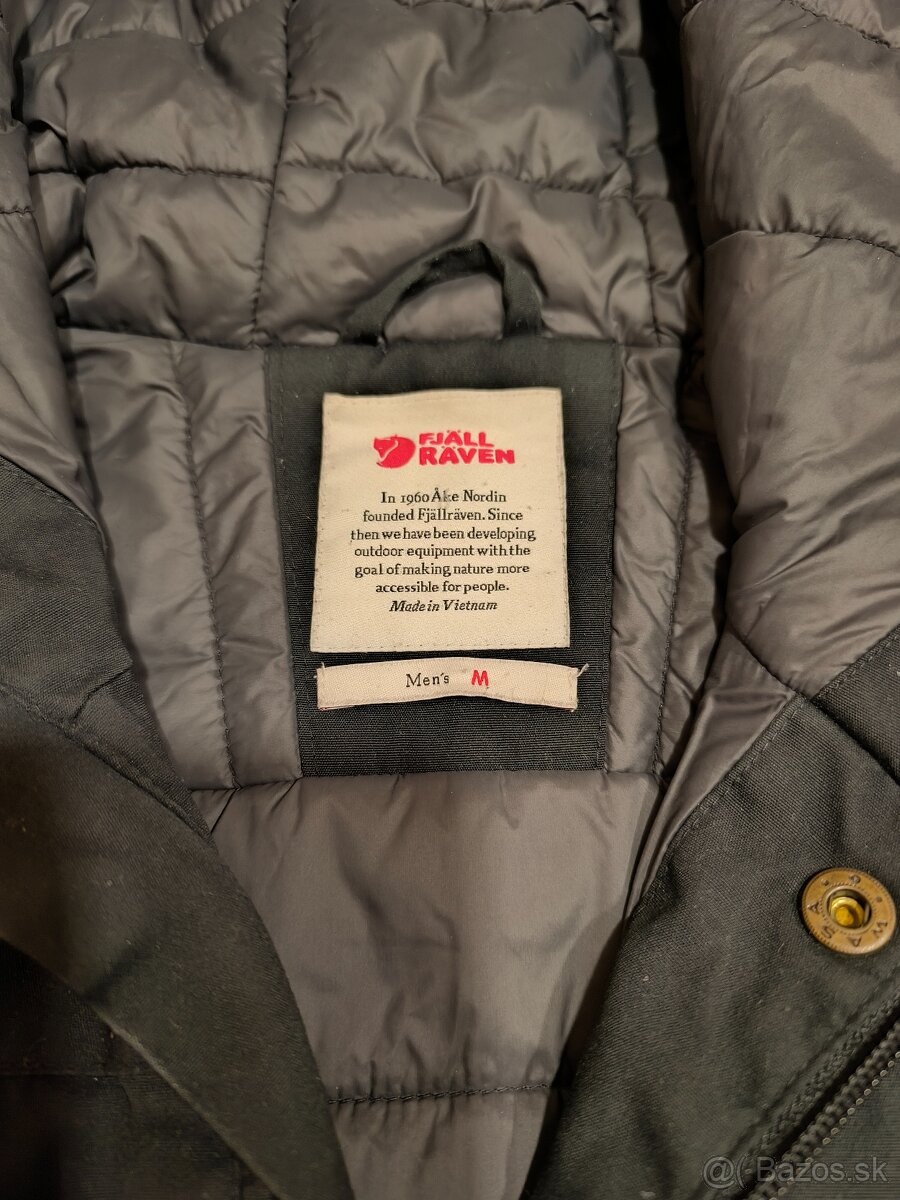 FJÄLL
RÄVEN
In 1960 Åke Nordin
founded Fjällräven. Since
then we have been developing
outdoor equipment with the
goal of making nature more
accessible for people.
Made in Vietnam
Men's M
@( Bazos.sk